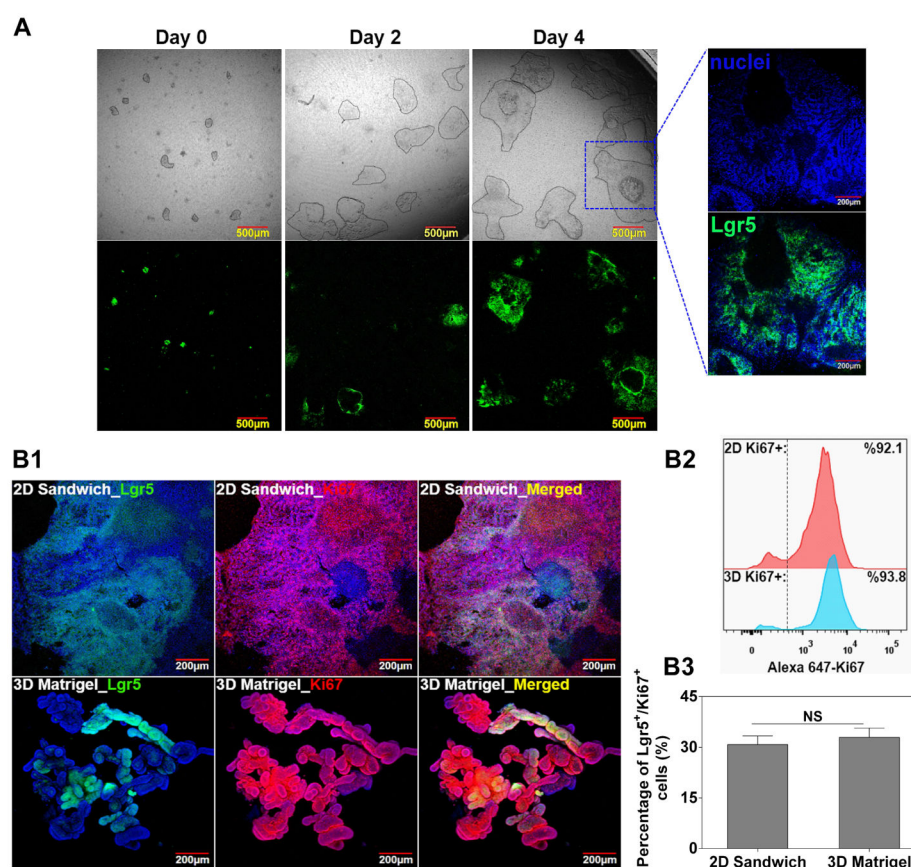 A
Day 0
Day 2
Day 4
nuclei
200μm
500μm
500μm
500μm
Lgr5
200μm
500μm
500μm
500μm
B1
2D Sandwich_Lgr5
2D Sandwich_Ki67
2D Sandwich_Merged
200μm
200μm
200μm
3D Matrigel_Lgr5
3D Matrigel_Ki67
3D Matrigel_Merged
200μm
200μm
200μm
B2
2D Ki67+:
%92.1
3D Ki67+:
%93.8
0
10³
10⁴
10⁵
Alexa 647-Ki67
B3
Percentage of Lgr5⁺/Ki67⁺
cells (%)
45
30
15
0
NS
2D Sandwich
3D Matrigel